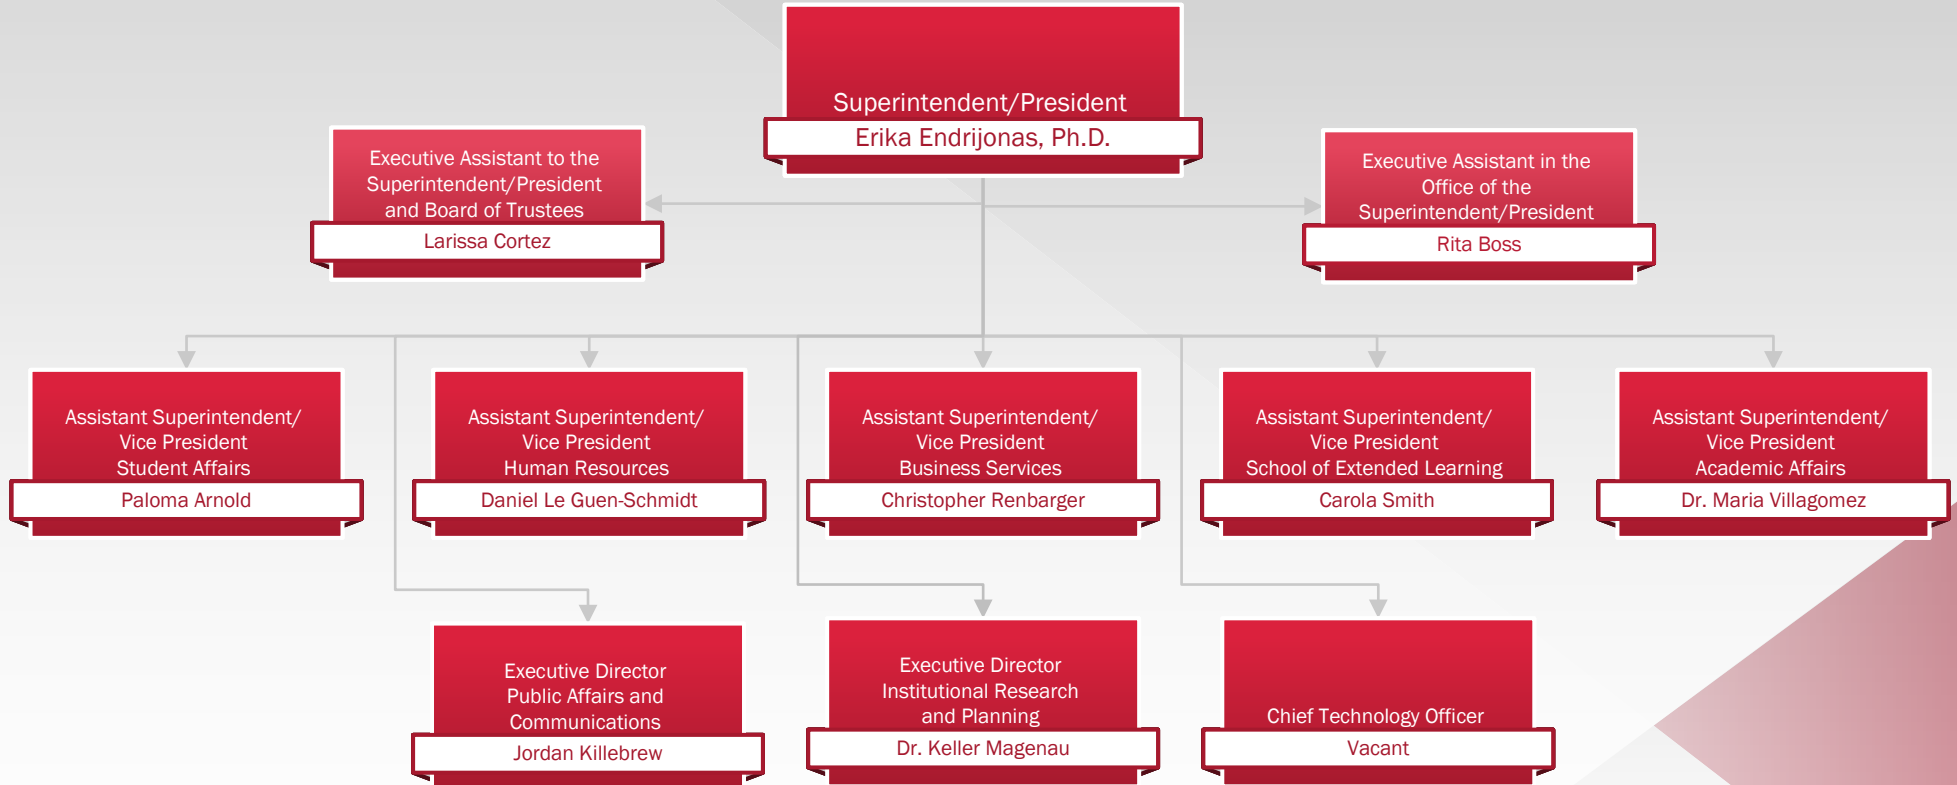 Superintendent/President
Erika Endrijonas, Ph.D.
Executive Assistant to the
Superintendent/President
and Board of Trustees
Larissa Cortez
Executive Assistant in the
Office of the
Superintendent/President
Rita Boss
Assistant Superintendent/
Vice President
Student Affairs
Paloma Arnold
Assistant Superintendent/
Vice President
Human Resources
Daniel Le Guen-Schmidt
Assistant Superintendent/
Vice President
Business Services
Christopher Renbarger
Assistant Superintendent/
Vice President
School of Extended Learning
Carola Smith
Assistant Superintendent/
Vice President
Academic Affairs
Dr. Maria Villagomez
Executive Director
Public Affairs and
Communications
Jordan Killebrew
Executive Director
Institutional Research
and Planning
Dr. Keller Magenau
Chief Technology Officer
Vacant